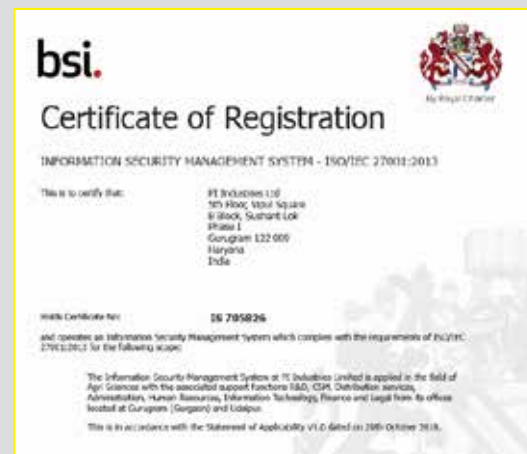 bsi.
By Royal Charter
Certificate of Registration
INFORMATION SECURITY MANAGEMENT SYSTEM - ISO/IEC 27001:2013
This is to certify that:
PI Industries Ltd
5th Floor, Vipul Square
B Block, Sushant Lok
Phase I
Gurugram 122 009
Haryana
India
Holds Certificate No:
IS 705826
and operates an Information Security Management System which complies with the requirements of ISO/IEC
27001:2013 for the following scope:
The Information Security Management System at PI Industries Limited is applied in the field of
Agri Sciences with the associated support functions R&D, CSM, Distribution services,
Administration, Human Resources, Information Technology, Finance and Legal from its offices
located at Gurugram (Gurgaon) and Udaipur.
This is in accordance with the Statement of Applicability V1.0 dated on 20th October 2018.